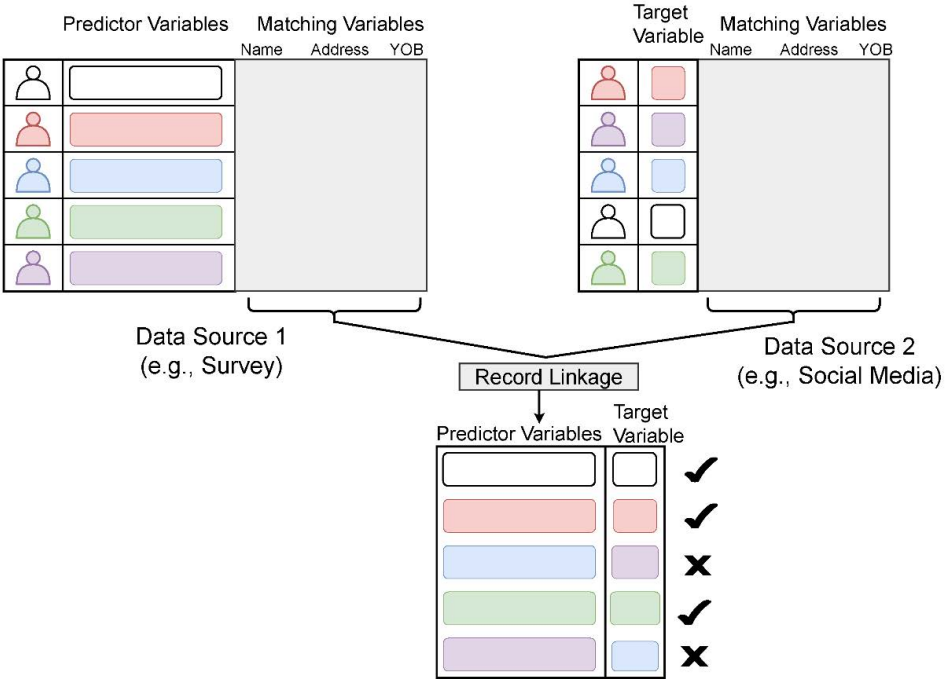 Predictor Variables
Matching Variables
Name Address YOB
Target
Variable
Matching Variables
Name Address YOB
Data Source 1
(e.g., Survey)
Data Source 2
(e.g., Social Media)
Record Linkage
Predictor Variables
Target
Variable